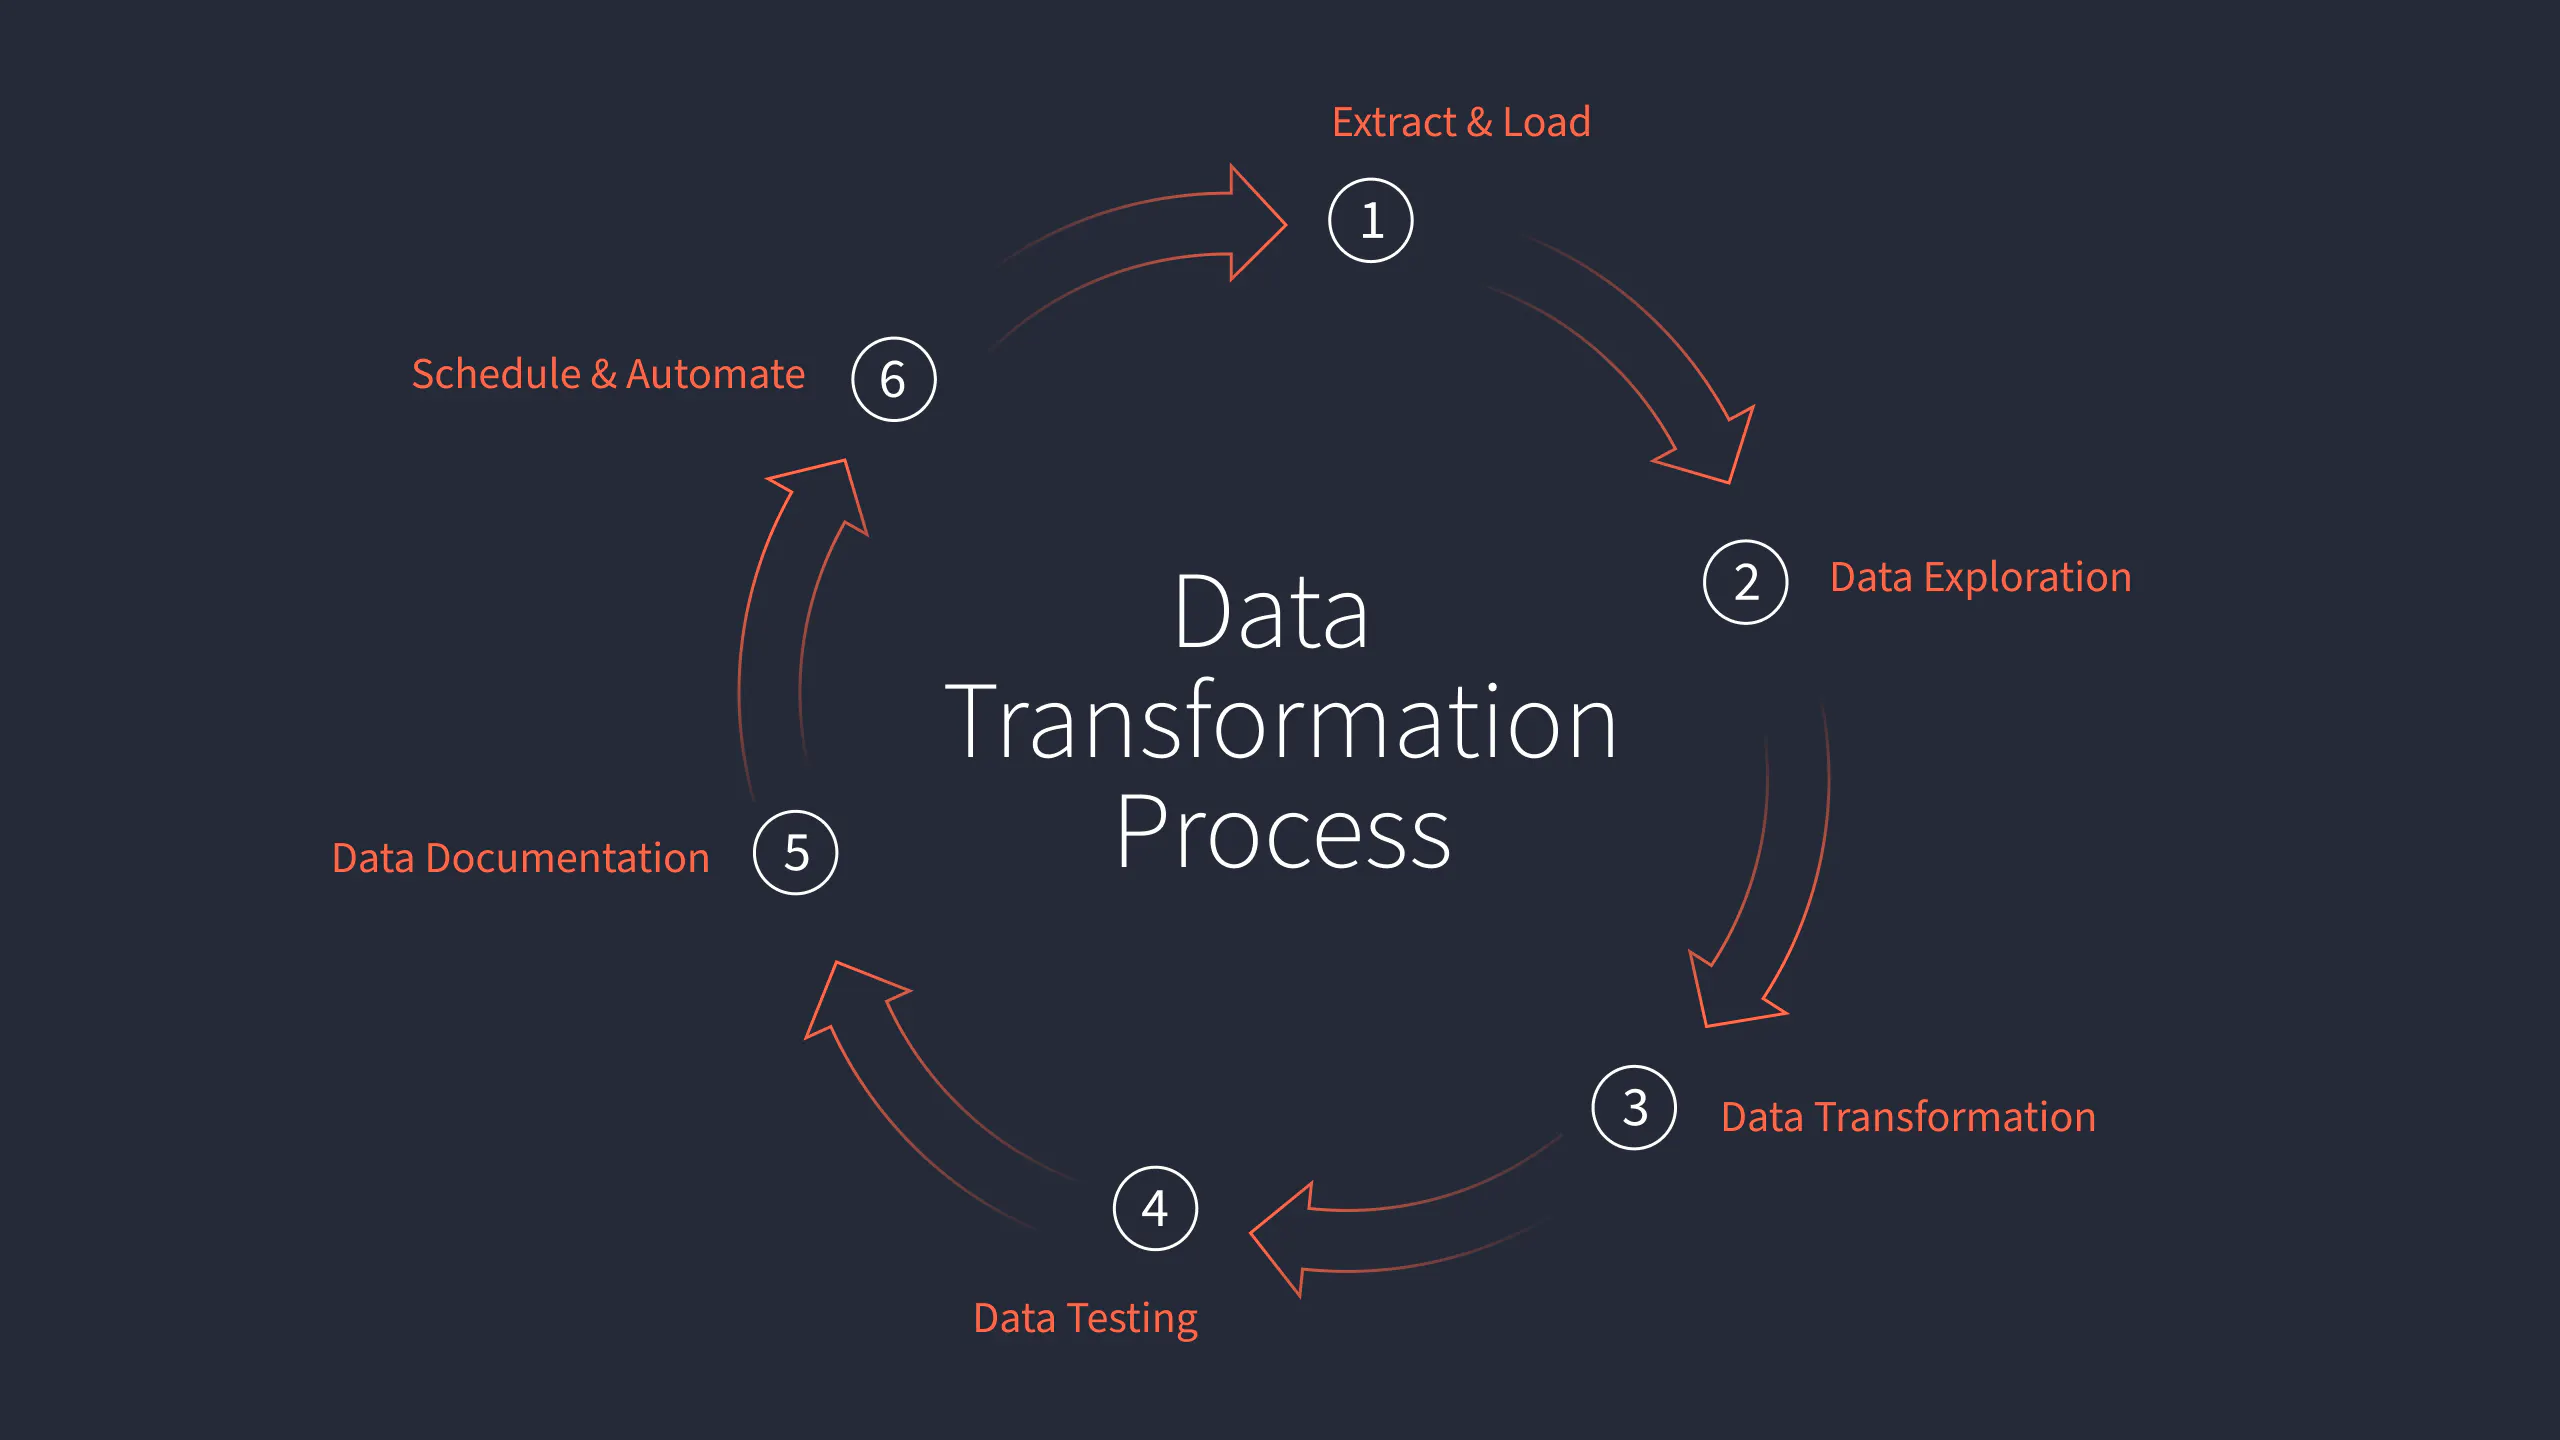 Extract & Load
1
6
Schedule & Automate
2
Data Exploration
Data
Transformation
Process
5
Data Documentation
3
Data Transformation
4
Data Testing